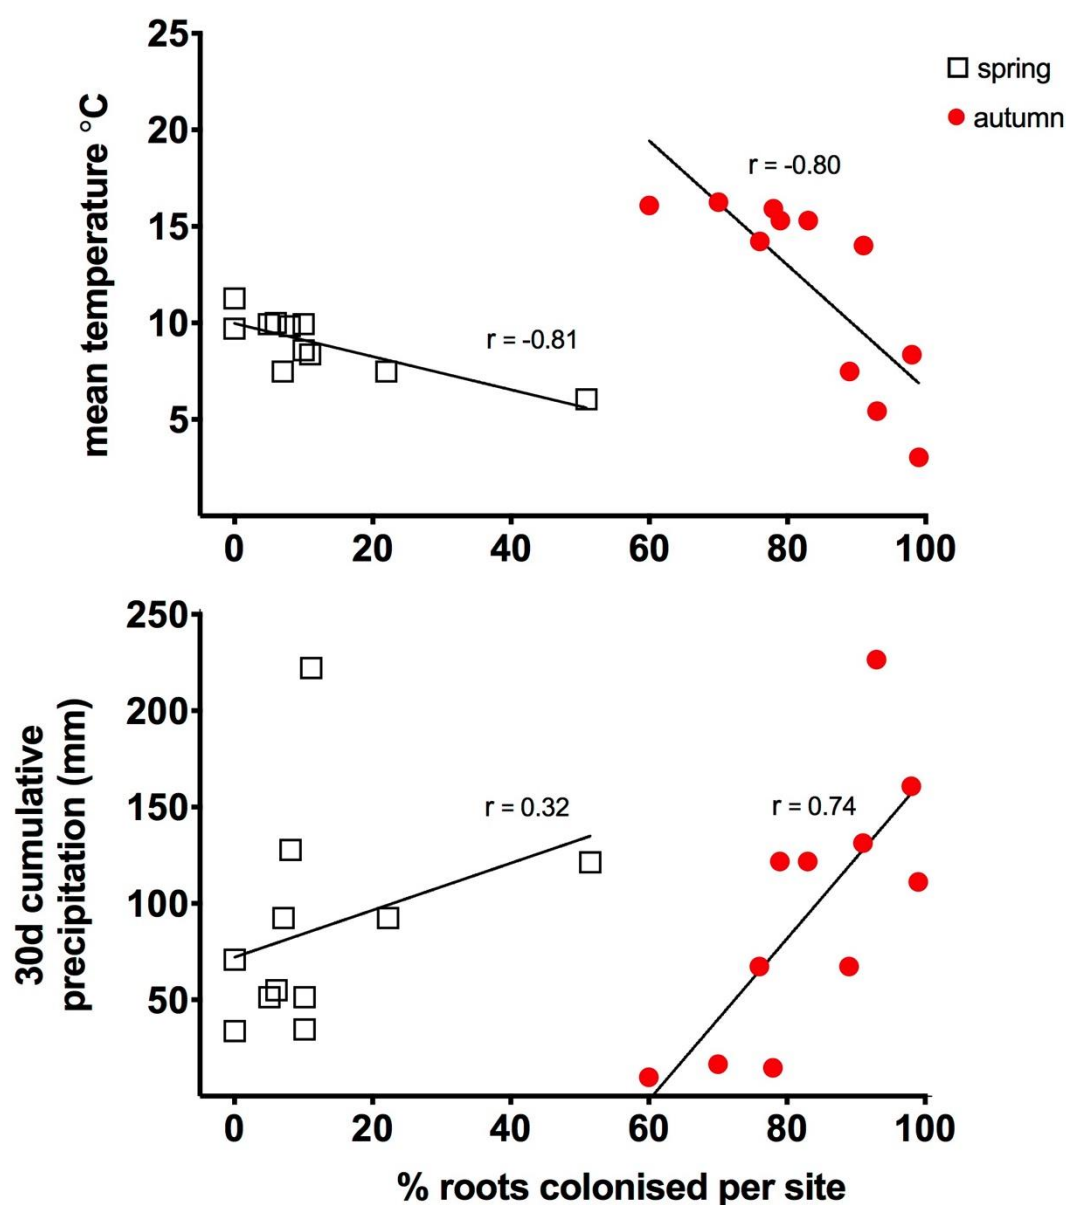 mean temperature °C
25
20
15
10
5
spring
autumn
r = -0.80
r = -0.81
0 20 40 60 80 100
30d cumulative
precipitation (mm)
250
200
150
100
50
r = 0.32
r = 0.74
0 20 40 60 80 100
% roots colonised per site